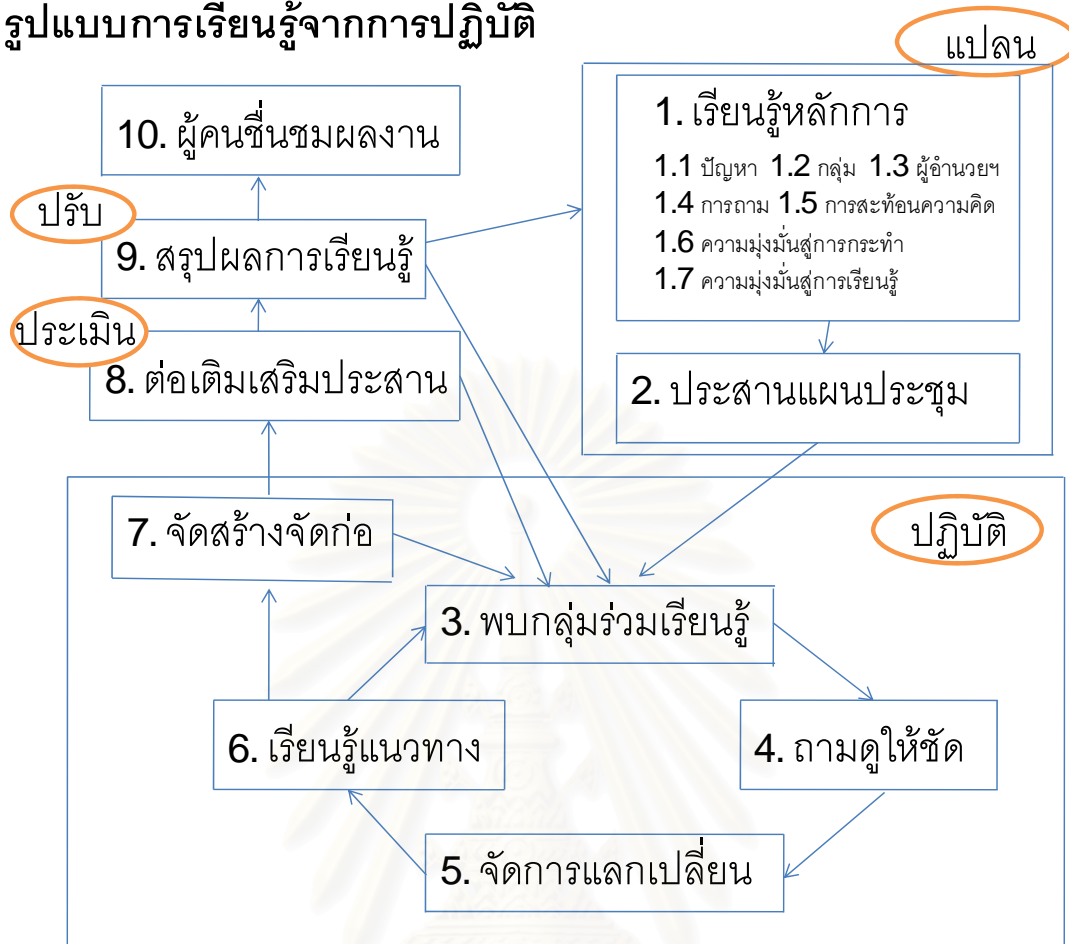 รูปแบบการเรียนรู้จากการปฏิบัติ
แปลน
1. เรียนรู้หลักการ
1.1 ปัญหา 1.2 กลุ่ม 1.3 ผู้อำนวยฯ
1.4 การถาม 1.5 การสะท้อนความคิด
1.6 ความมุ่งมั่นสู่การกระทำ
1.7 ความมุ่งมั่นสู่การเรียนรู้
2. ประสานแผนประชุม
10. ผู้คนชื่นชมผลงาน
ปรับ
9. สรุปผลการเรียนรู้
ประเมิน
8. ต่อเติมเสริมประสาน
7. จัดสร้างจัดก่อ
ปฏิบัติ
3. พบกลุ่มร่วมเรียนรู้
6. เรียนรู้แนวทาง
4. ถามดูให้ชัด
5. จัดการแลกเปลี่ยน